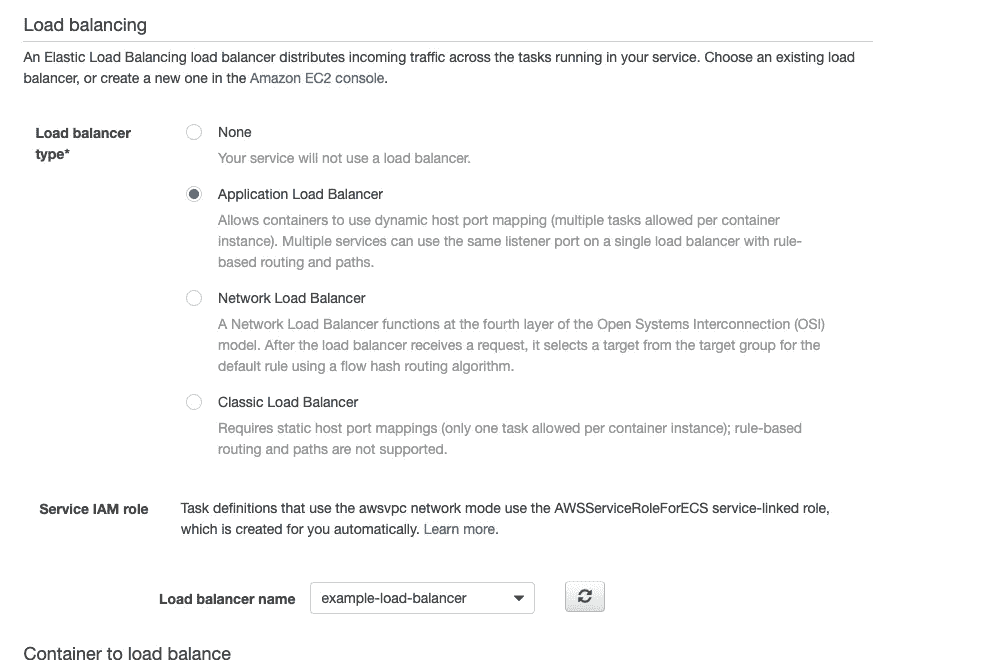 Load balancing
An Elastic Load Balancing load balancer distributes incoming traffic across the tasks running in your service. Choose an existing load
balancer, or create a new one in the Amazon EC2 console.
Load balancer
type*
None
Your service will not use a load balancer.
Application Load Balancer
Allows containers to use dynamic host port mapping (multiple tasks allowed per container
instance). Multiple services can use the same listener port on a single load balancer with rule-
based routing and paths.
Network Load Balancer
A Network Load Balancer functions at the fourth layer of the Open Systems Interconnection (OSI)
model. After the load balancer receives a request, it selects a target from the target group for the
default rule using a flow hash routing algorithm.
Classic Load Balancer
Requires static host port mappings (only one task allowed per container instance); rule-based
routing and paths are not supported.
Service IAM role
Task definitions that use the awsvpc network mode use the AWSServiceRoleForECS service-linked role,
which is created for you automatically. Learn more.
Load balancer name
example-load-balancer
Container to load balance